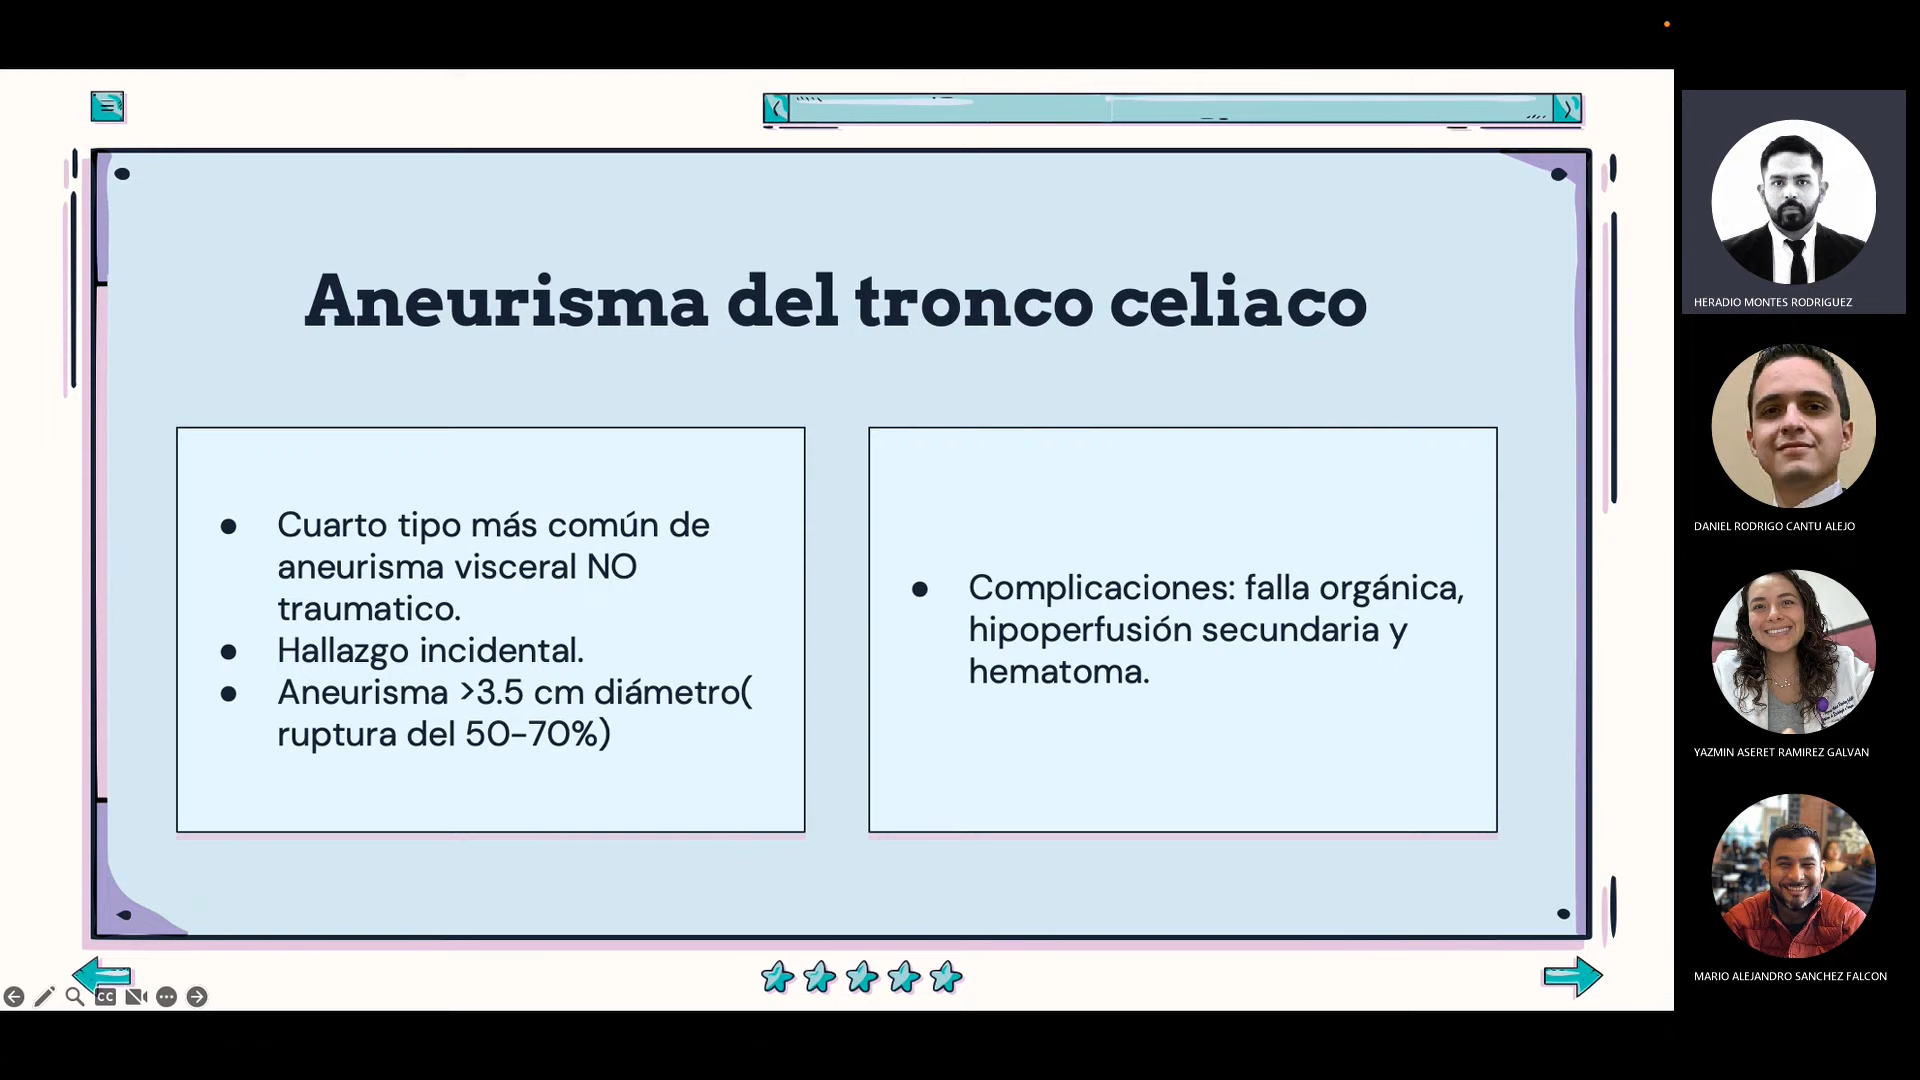 Aneurisma del tronco celiaco
● Cuarto tipo más común de
aneurisma visceral NO
traumatico.
● Hallazgo incidental.
● Aneurisma >3.5 cm diámetro(
ruptura del 50-70%)
● Complicaciones: falla orgánica,
hipoperfusión secundaria y
hematoma.
CC
HERADIO MONTES RODRIGUEZ
DANIEL RODRIGO CANTU ALEJO
YAZMIN ASERET RAMIREZ GALVAN
MARIO ALEJANDRO SANCHEZ FALCON